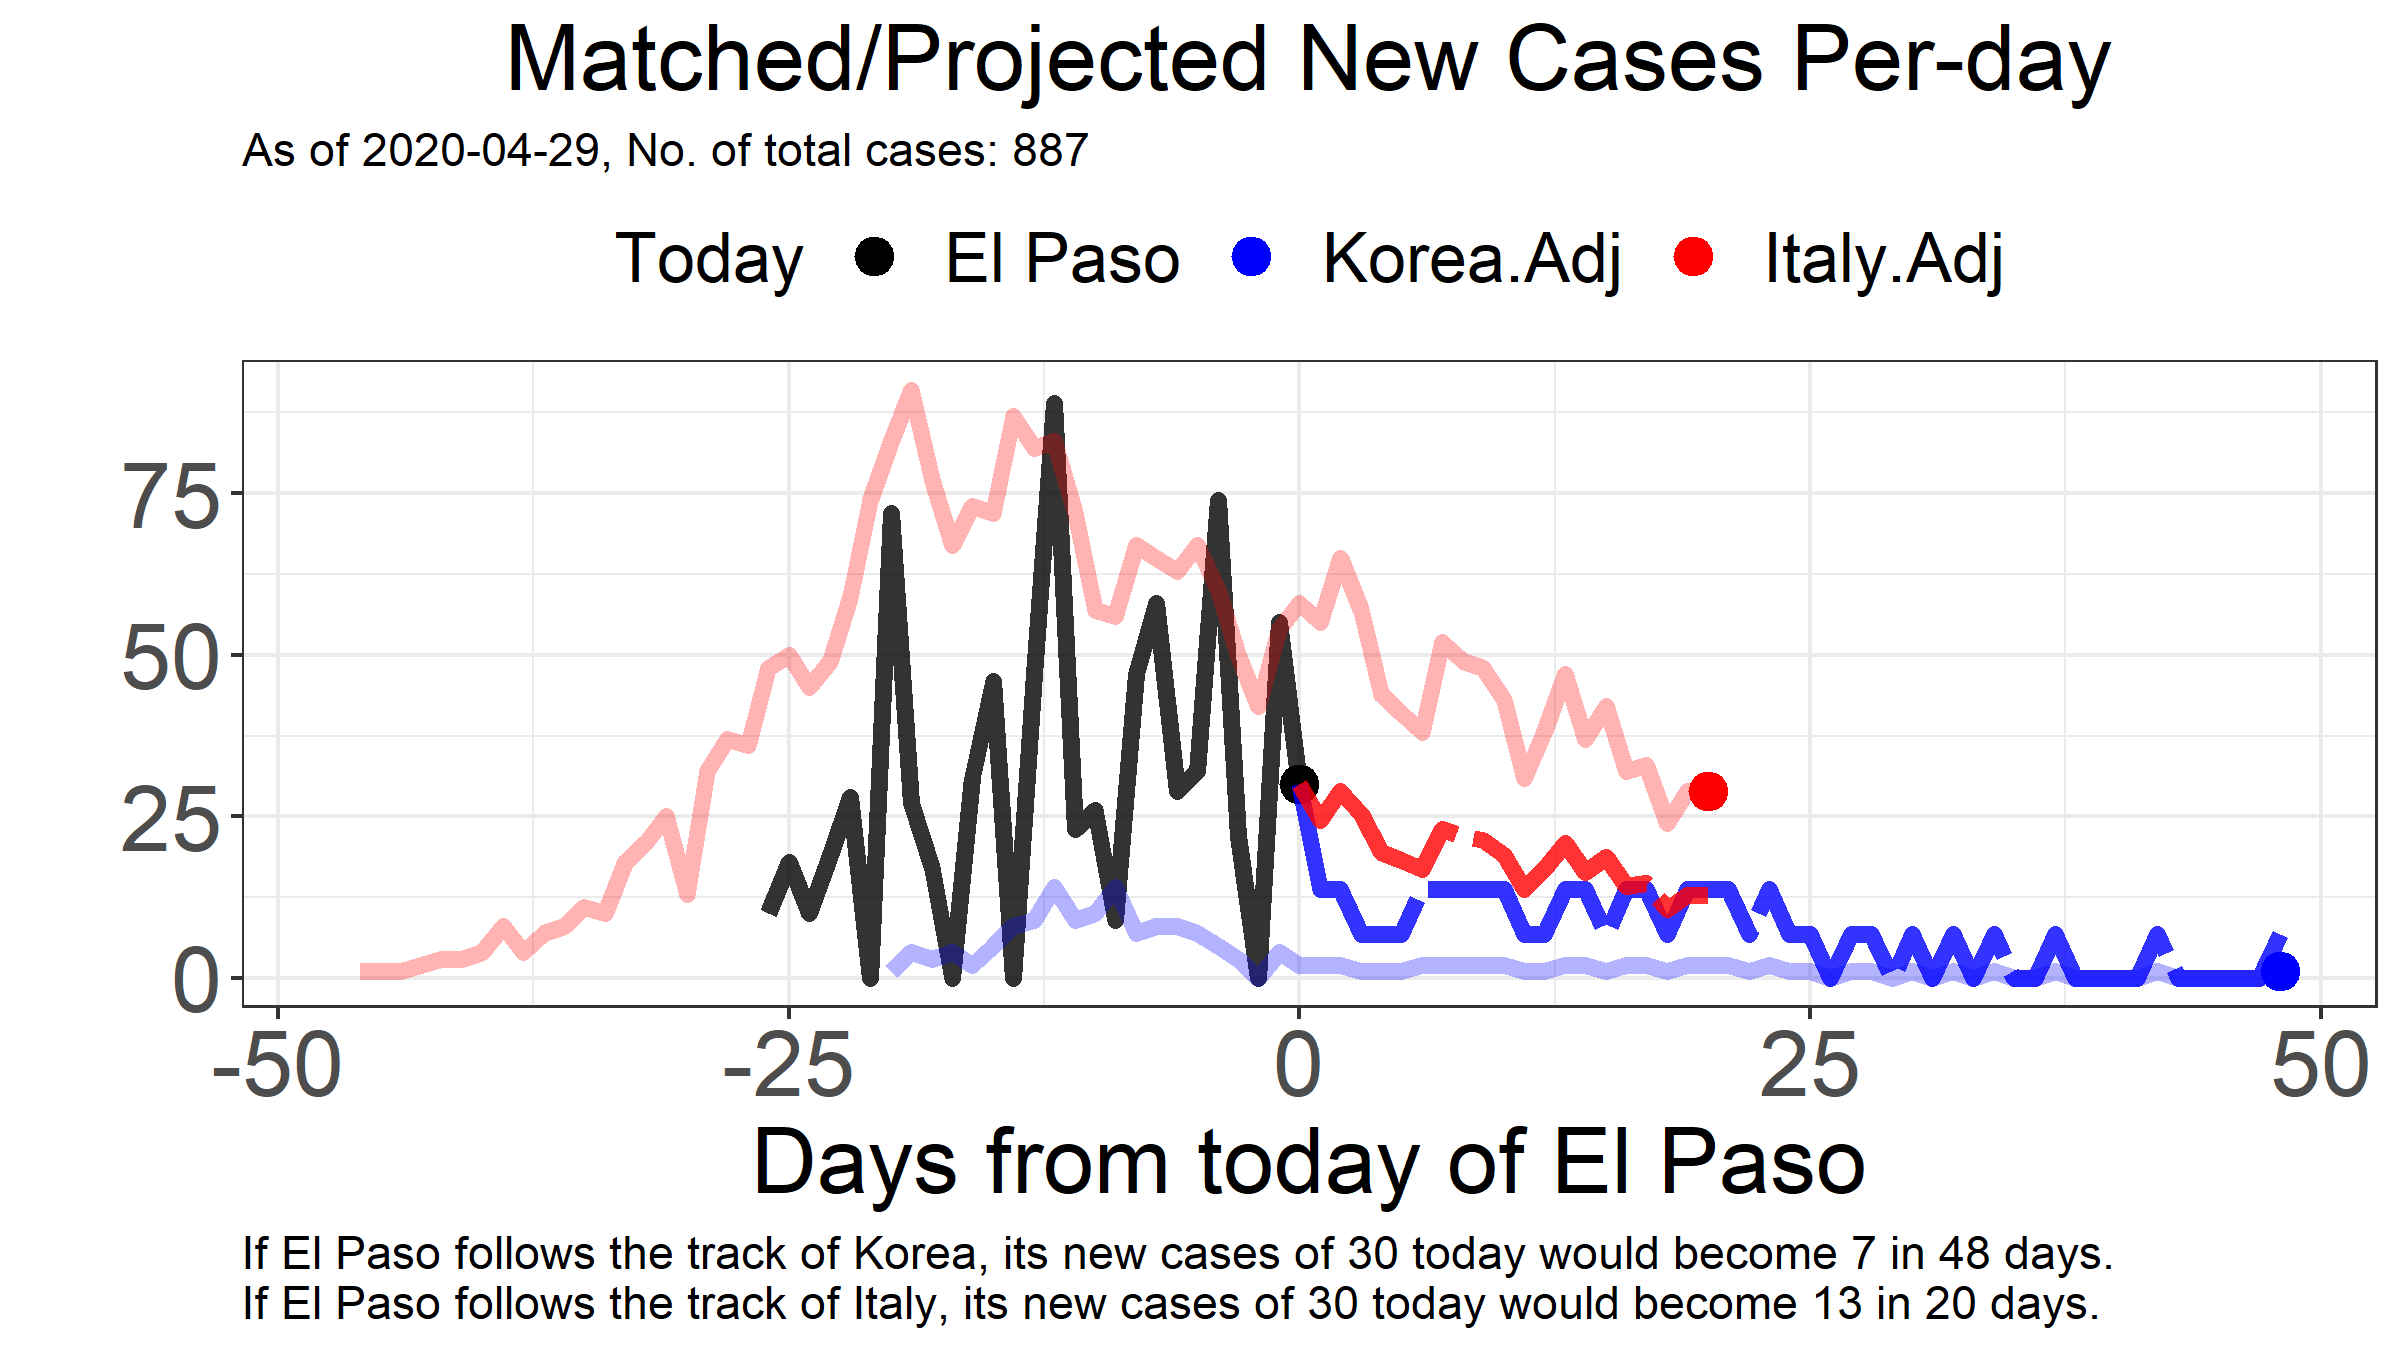 Matched/Projected New Cases Per-day
As of 2020-04-29, No. of total cases: 887
Today El Paso Korea.Adj Italy.Adj
75
50
25
0
-50 -25 0 25 50
Days from today of El Paso
If El Paso follows the track of Korea, its new cases of 30 today would become 7 in 48 days.
If El Paso follows the track of Italy, its new cases of 30 today would become 13 in 20 days.